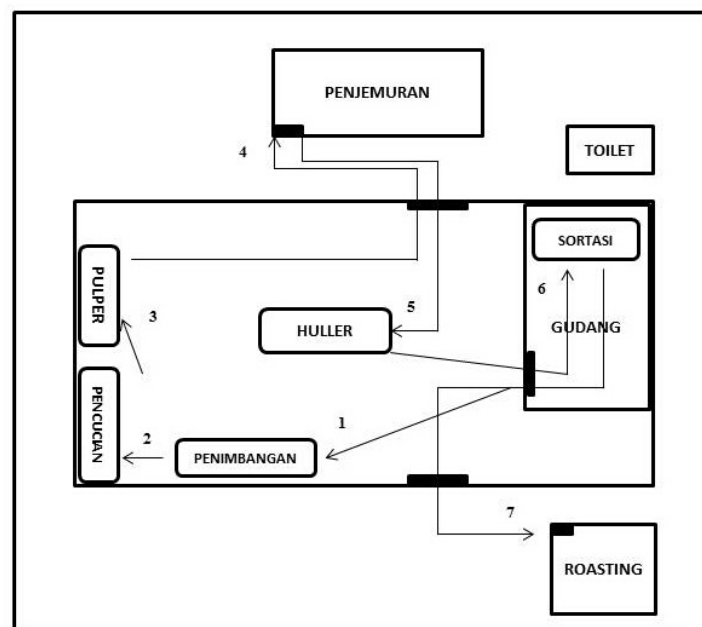 PENJEMURAN
4
TOILET
SORTASI
PULPER
6
5
3
HULLER
GUDANG
PENCUCIAN
1
2
PENIMBANGAN
7
ROASTING